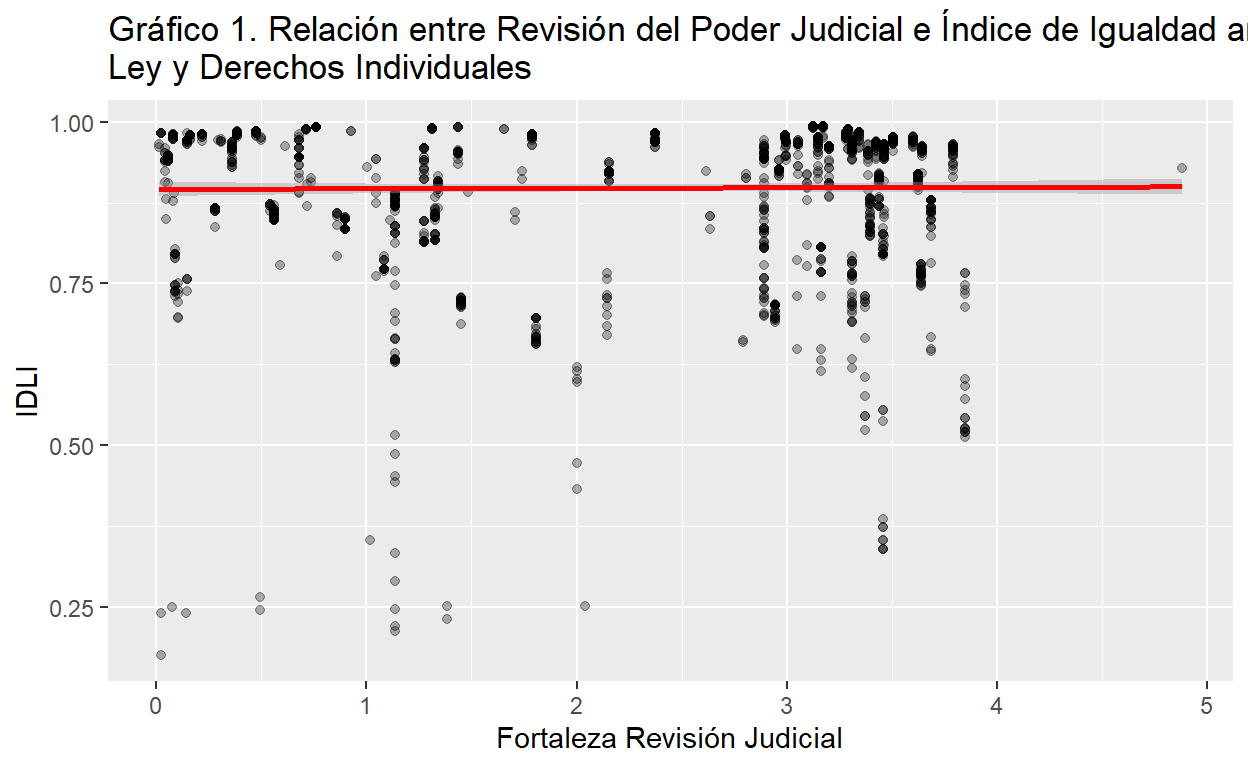 Gráfico 1. Relación entre Revisión del Poder Judicial e Índice de Igualdad
Ley y Derechos Individuales
1.00
0.75
0.50
0.25
IDLI
0 1 2 3 4 5
Fortaleza Revisión Judicial